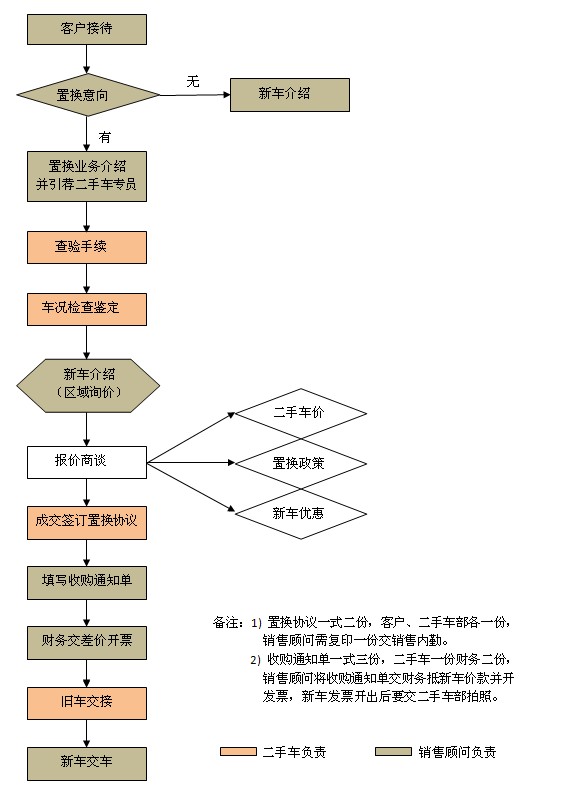 客户接待
置换意向
无
新车介绍
有
置换业务介绍
并引荐二手车专员
查验手续
车况检查鉴定
新车介绍
（区域询价）
二手车价
报价商谈
置换政策
新车优惠
成交签订置换协议
填写收购通知单
财务交差价开票
旧车交接
新车交车
备注：1) 置换协议一式二份，客户、二手车部各一份，
销售顾问需复印一份交销售内勤。
2) 收购通知单一式三份，二手车一份财务二份，
销售顾问将收购通知单交财务抵新车价款并开
发票，新车发票开出后要交二手车部拍照。
二手车负责
销售顾问负责